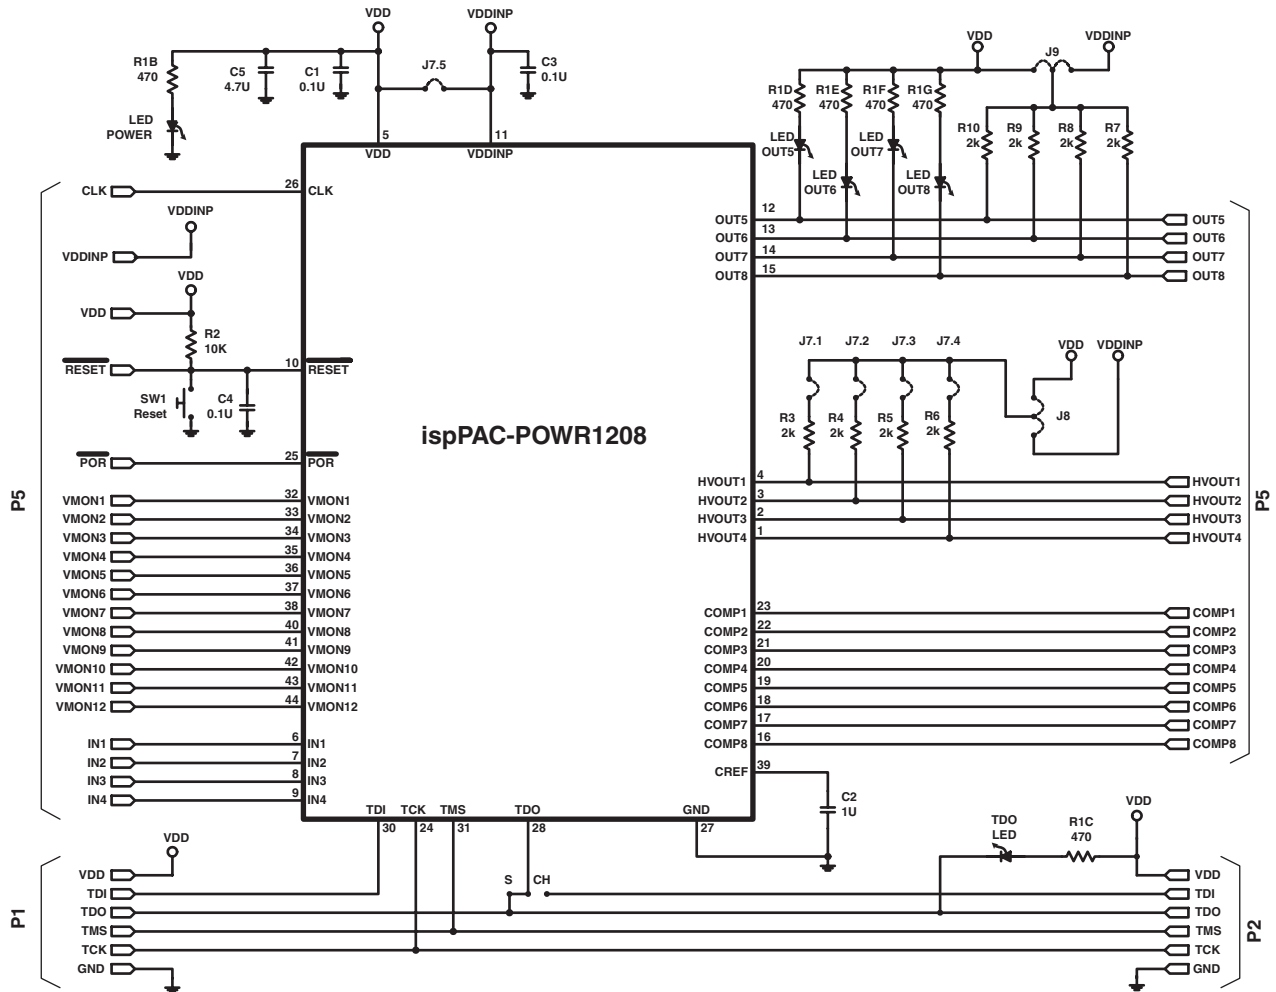 VDD
VDDINP
R1B
470
C5
4.7U
C1
0.1U
J7.5
C3
0.1U
LED
POWER
5
VDD
11
VDDINP
VDD
J9
VDDINP
R1D
470
R1E
470
R1F
470
R1G
470
R10
2k
R9
2k
R8
2k
R7
2k
LED
OUT5
LED
OUT6
LED
OUT7
LED
OUT8
CLK
26
CLK
VDDINP
VDDINP
VDD
VDD
R2
10K
RESET
10
RESET
SW1
Reset
C4
0.1U
POR
25
POR
ispPAC-POWR1208
P5
VMON1
32
VMON1
VMON2
33
VMON2
VMON3
34
VMON3
VMON4
35
VMON4
VMON5
36
VMON5
VMON6
37
VMON6
VMON7
38
VMON7
VMON8
40
VMON8
VMON9
41
VMON9
VMON10
42
VMON10
VMON11
43
VMON11
VMON12
44
VMON12
IN1
6
IN1
IN2
7
IN2
IN3
8
IN3
IN4
9
IN4
OUT5
12
OUT5
OUT6
13
OUT6
OUT7
14
OUT7
OUT8
15
OUT8
J7.1
J7.2
J7.3
J7.4
VDD
VDDINP
R3
2k
R4
2k
R5
2k
R6
2k
J8
P5
HVOUT1
4
HVOUT1
HVOUT2
3
HVOUT2
HVOUT3
2
HVOUT3
HVOUT4
1
HVOUT4
COMP1
23
COMP1
COMP2
22
COMP2
COMP3
21
COMP3
COMP4
20
COMP4
COMP5
19
COMP5
COMP6
18
COMP6
COMP7
17
COMP7
COMP8
16
COMP8
CREF
39
C2
1U
TDI
30
TCK
24
TMS
31
TDO
28
GND
27
S
CH
TDO
LED
R1C
470
VDD
VDD
P1
VDD
TDI
TDO
TMS
TCK
GND
VDD
TDI
TDO
TMS
TCK
GND
P2